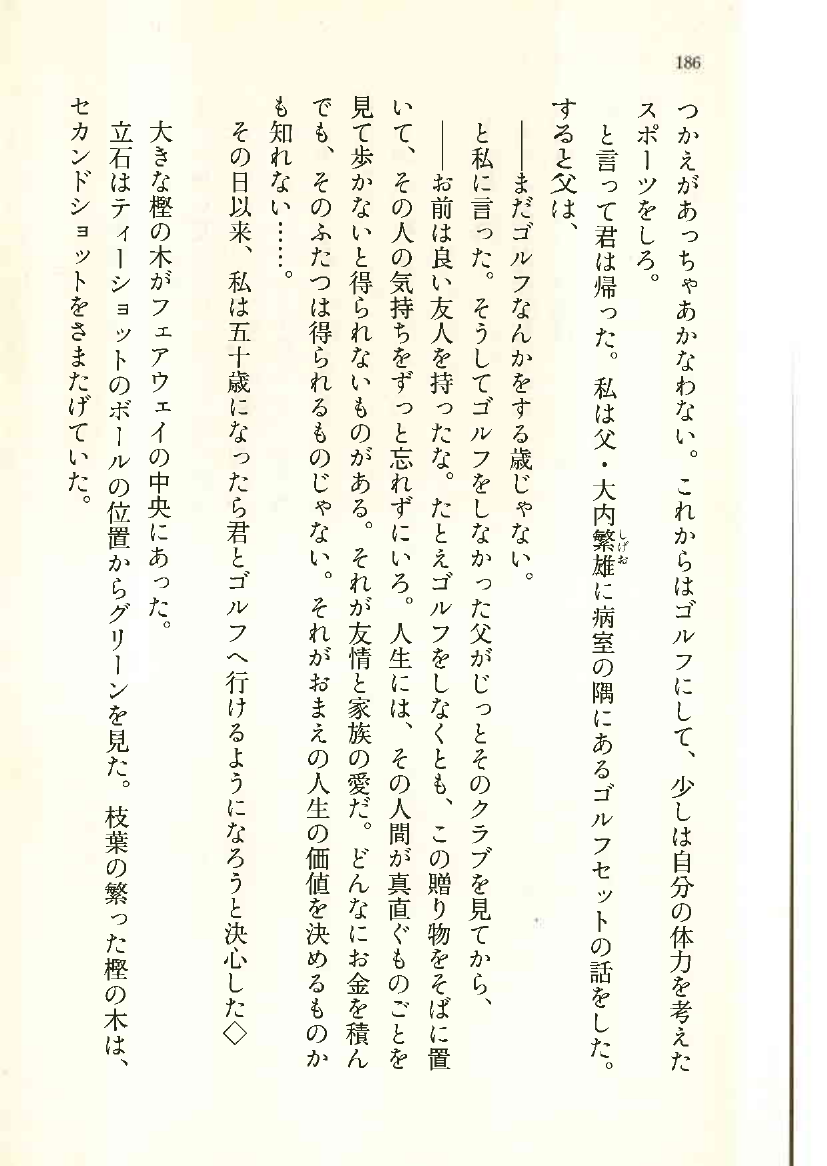 186
つかえがあっちゃあかなわない。これからはゴルフにして、少しは自分の体力を考えた
スポーツをしろ。
と言って君は帰った。私は父・大内繁雄に病室の隅にあるゴルフセットの話をした。
しげお
すると父は、
――まだゴルフなんかをする歳じゃない。
と私に言った。そうしてゴルフをしなかった父がじっとそのクラブを見てから、
――お前は良い友人を持ったな。たとえゴルフをしなくとも、この贈り物をそばに置
いて、その人の気持ちをずっと忘れずにいろ。人生には、その人間が真直ぐものごとを
見て歩かないと得られないものがある。それが友情と家族の愛だ。どんなにお金を積ん
でも、そのふたつは得られるものじゃない。それがおまえの人生の価値を決めるものか
も知れない……。
その日以来、私は五十歳になったら君とゴルフへ行けるようになろうと決心した◇
大きな樫の木がフェアウェイの中央にあった。
立石はティーショットのボールの位置からグリーンを見た。枝葉の繁った樫の木は、
セカンドショットをさまたげていた。